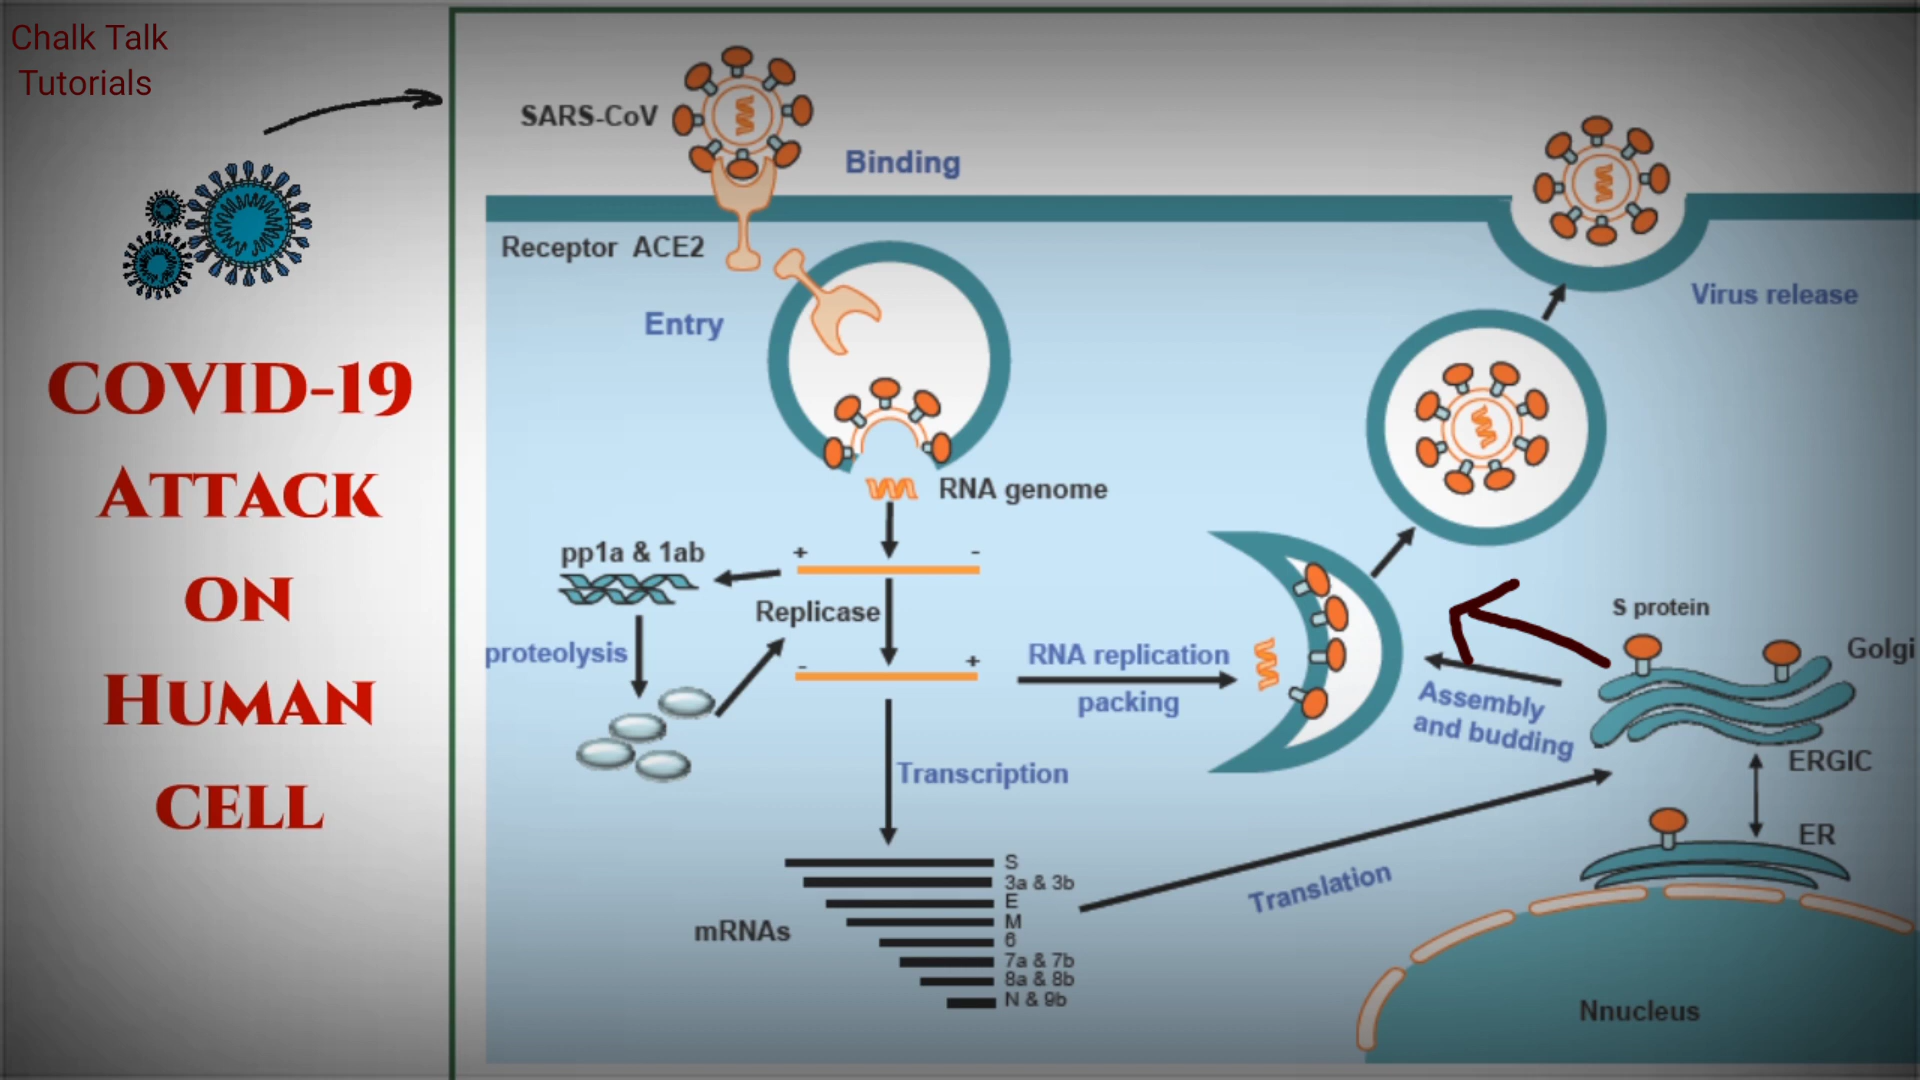 Chalk Talk
Tutorials
COVID-19
Attack
on
Human
cell
SARS-CoV
Binding
Receptor ACE2
Entry
Virus release
RNA genome
pp1a & 1ab
+ -
Replicase
proteolysis
- +
RNA replication
packing
S protein
Golgi
Assembly
and budding
ERGIC
Transcription
ER
Translation
mRNAs
S
3a & 3b
E
M
6
7a & 7b
8a & 8b
N & 9b
Nnucleus